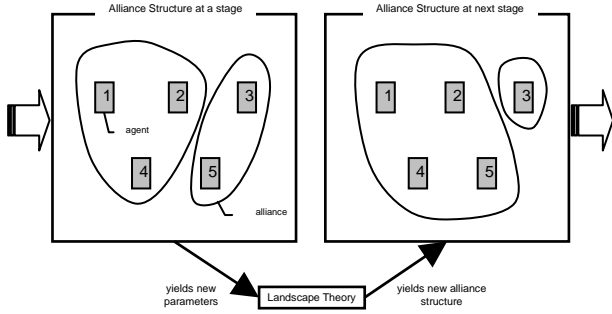 Alliance Structure at a stage
Alliance Structure at next stage
1
2
3
agent
4
5
alliance
1
2
3
4
5
yields new
parameters
Landscape Theory
yields new alliance
structure